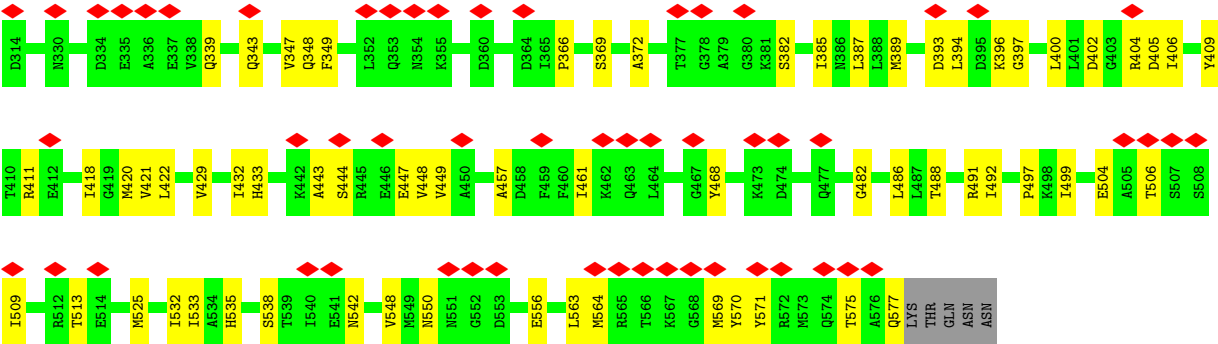 D314 N330 D334 E335 A336 E337 V338 Q339 Q343 V347 Q348 F349 L352 Q353 N354 K355 D360 D364 I365 P366 S369 A372 T377 G378 A379 G380 K381 S382 I385 N386 L387 L388 M389 D393 L394 D395 K396 G397 L400 L401 D402 G403 R404 D405 I406 Y409
T410 R411 E412 I418 G419 M420 V421 L422 V429 I432 H433 K442 A443 S444 R445 E446 E447 V448 V449 A450 A457 D458 F459 F460 I461 K462 Q463 L464 G467 Y468 K473 D474 Q477 G482 L486 L487 T488 R491 I492 P497 K498 I499 E504 A505 T506 S507 S508
I509 R512 T513 E514 M525 I532 I533 A534 H535 S538 T539 I540 E541 N542 V548 M549 N550 N551 G552 D553 E556 L563 M564 R565 T566 K567 G568 M569 Y570 Y571 R572 M573 Q574 T575 A576 Q577 LYS THR GLN ASN ASN